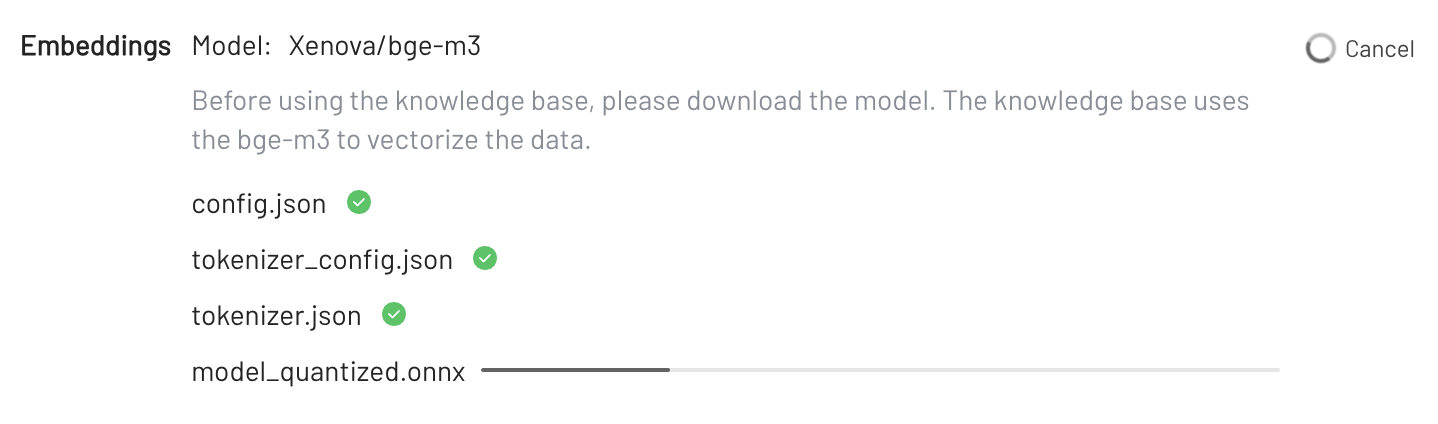 Embeddings Model: Xenova/bge-m3 Cancel
Before using the knowledge base, please download the model. The knowledge base uses
the bge-m3 to vectorize the data.
config.json
tokenizer_config.json
tokenizer.json
model_quantized.onnx